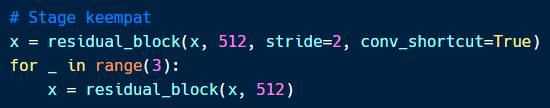 # Stage keempat
x = residual_block(x, 512, stride=2, conv_shortcut=True)
for _ in range(3):
    x = residual_block(x, 512)